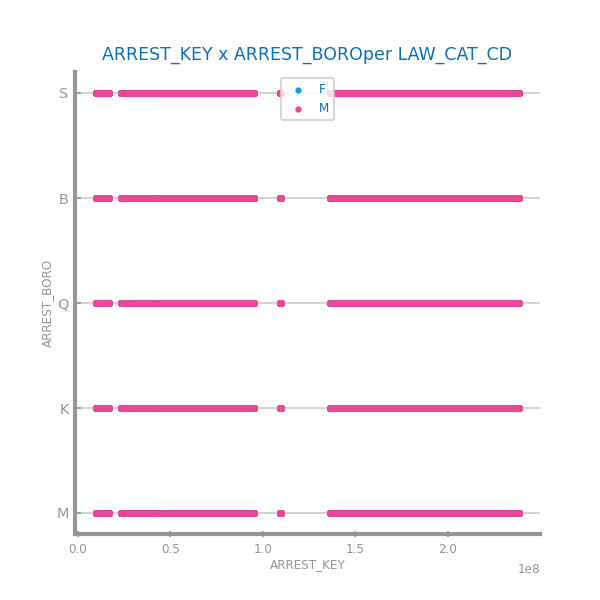 ARREST_KEY x ARREST_BOROper LAW_CAT_CD
F
M
S
B
Q
K
M
ARREST_BORO
0.0 0.5 1.0 1.5 2.0
ARREST_KEY
1e8